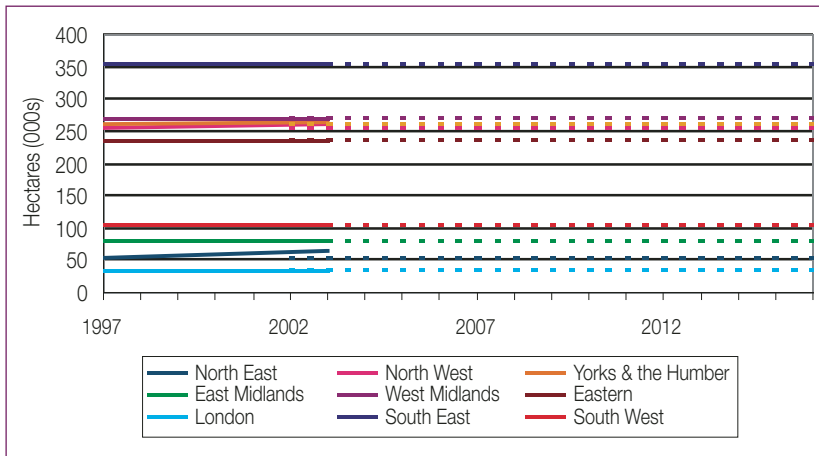 400
350
300
250
200
150
100
50
0
Hectares (000s)
1997 2002 2007 2012
North East North West Yorks & the Humber
East Midlands West Midlands Eastern
London South East South West